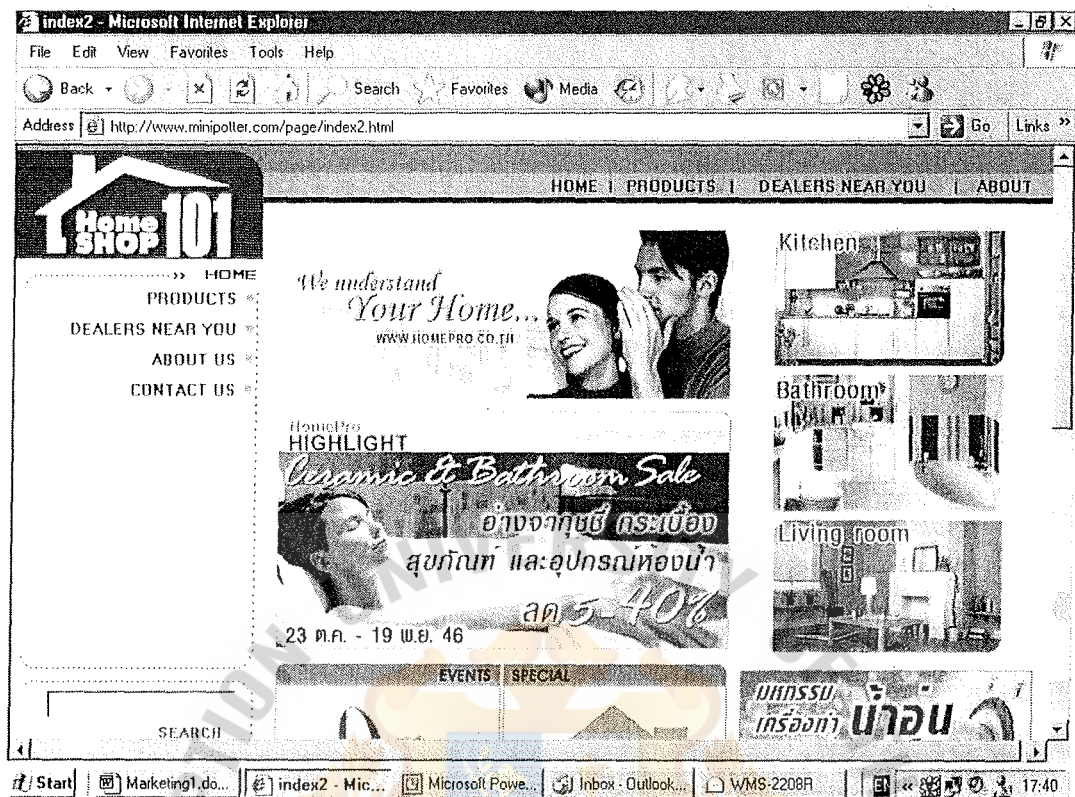 index2 - Microsoft Internet Explorer
File Edit View Favorites Tools Help
Back Search Favorites Media
Address http://www.minipotter.com/page/index2.html Go Links »
HOME | PRODUCTS | DEALERS NEAR YOU | ABOUT
Home SHOP 101
» HOME
PRODUCTS
DEALERS NEAR YOU
ABOUT US
CONTACT US
We understand
Your Home...
WWW.HOMEPRO.CO.TH
Kitchen
Bathroom
Living room
HomePro
HIGHLIGHT
Ceramic & Bathroom Sale
อ่างจากุซซี่ กระเบื้อง
สุขภัณฑ์ และอุปกรณ์ห้องน้ำ
ลด 5-40%
23 ต.ค. - 19 พ.ย. 46
EVENTS SPECIAL
มหกรรม
เครื่องทำ น้ำอุ่น
SEARCH
Start Marketing1.do... index2 - Mic... Microsoft Powe... Inbox - Outlook... WMS-2208R EN « 17:40